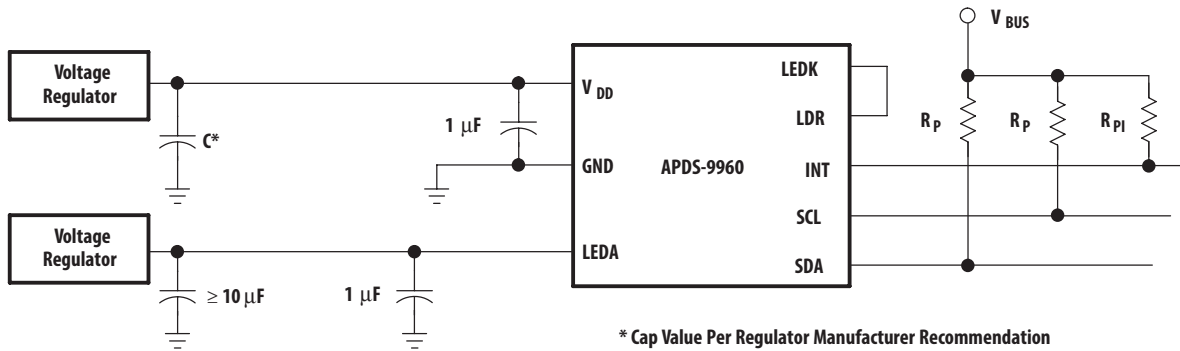 V BUS
Voltage
Regulator
LEDK
V DD
LDR
R P
R P
R PI
C*
1 μF
GND
APDS-9960
INT
SCL
Voltage
Regulator
LEDA
SDA
≥ 10 μF
1 μF
* Cap Value Per Regulator Manufacturer Recommendation